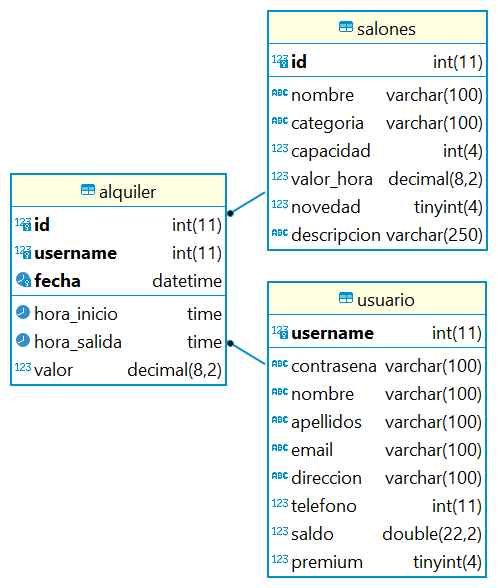 salones
123 id int(11)
ABC nombre varchar(100)
ABC categoria varchar(100)
123 capacidad int(4)
123 valor_hora decimal(8,2)
123 novedad tinyint(4)
ABC descripcion varchar(250)
alquiler
123 id int(11)
123 username int(11)
fecha datetime
hora_inicio time
hora_salida time
123 valor decimal(8,2)
usuario
123 username int(11)
ABC contrasena varchar(100)
ABC nombre varchar(100)
ABC apellidos varchar(100)
ABC email varchar(100)
ABC direccion varchar(100)
123 telefono int(11)
123 saldo double(22,2)
123 premium tinyint(4)